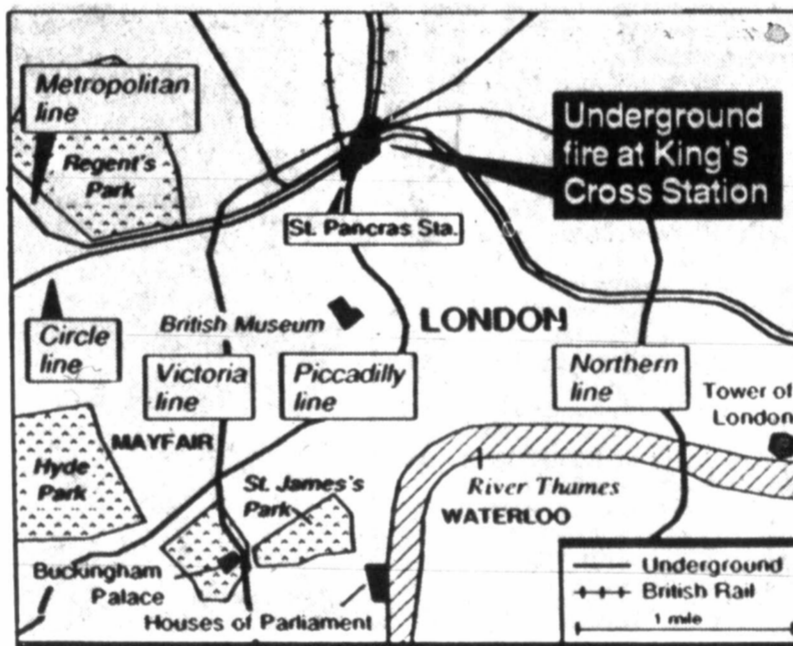 Metropolitan
line
Underground
fire at King's
Cross Station
Regent's
Park
St. Pancras Sta.
LONDON
British Museum
Circle
line
Victoria
line
Piccadilly
line
Northern
line
Tower of
London
MAYFAIR
Hyde
Park
St. James's
Park
River Thames
WATERLOO
Buckingham
Palace
Houses of Parliament
Underground
British Rail
1 mile